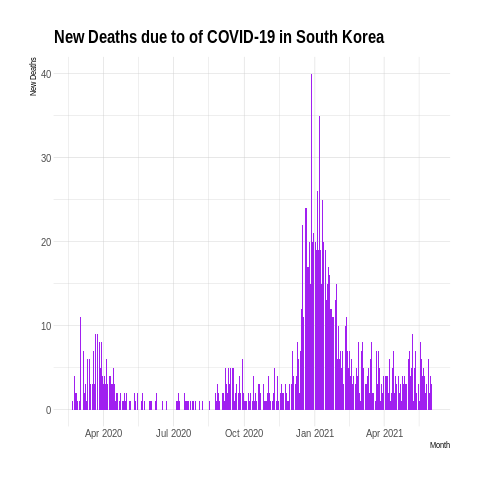 New Deaths due to of COVID-19 in South Korea
New Deaths
40
30
20
10
0
Apr 2020 Jul 2020 Oct 2020 Jan 2021 Apr 2021
Month